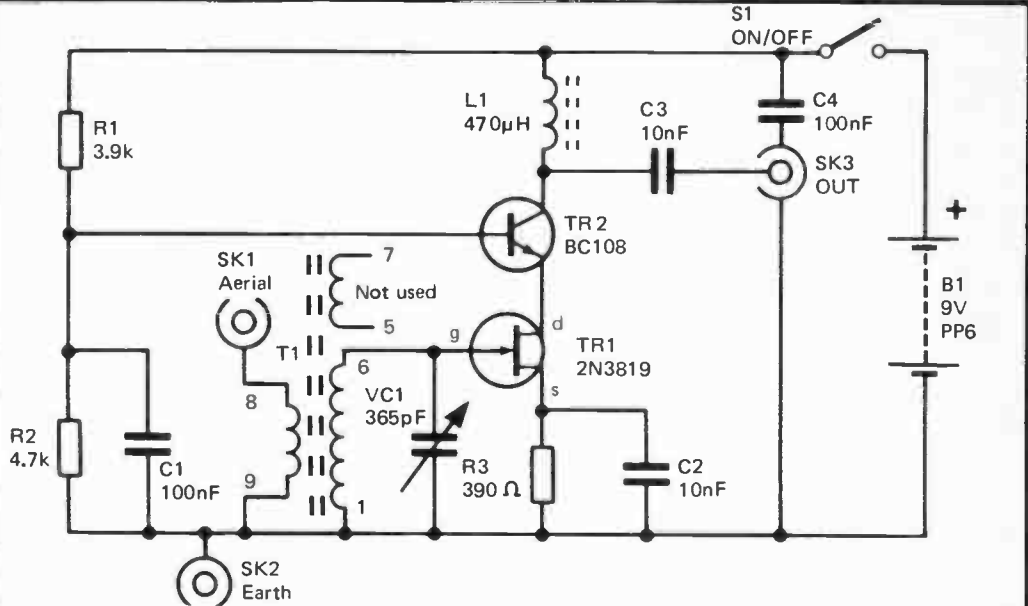 S1
ON/OFF
L1
470µH
C3
10nF
C4
100nF
SK3
OUT
R1
3.9k
TR2
BC108
+
B1
9V
PP6
SK1
Aerial
7
Not used
5
T1
6
g
d
s
TR1
2N3819
VC1
365pF
8
9
1
R2
4.7k
C1
100nF
R3
390 Ω
C2
10nF
SK2
Earth